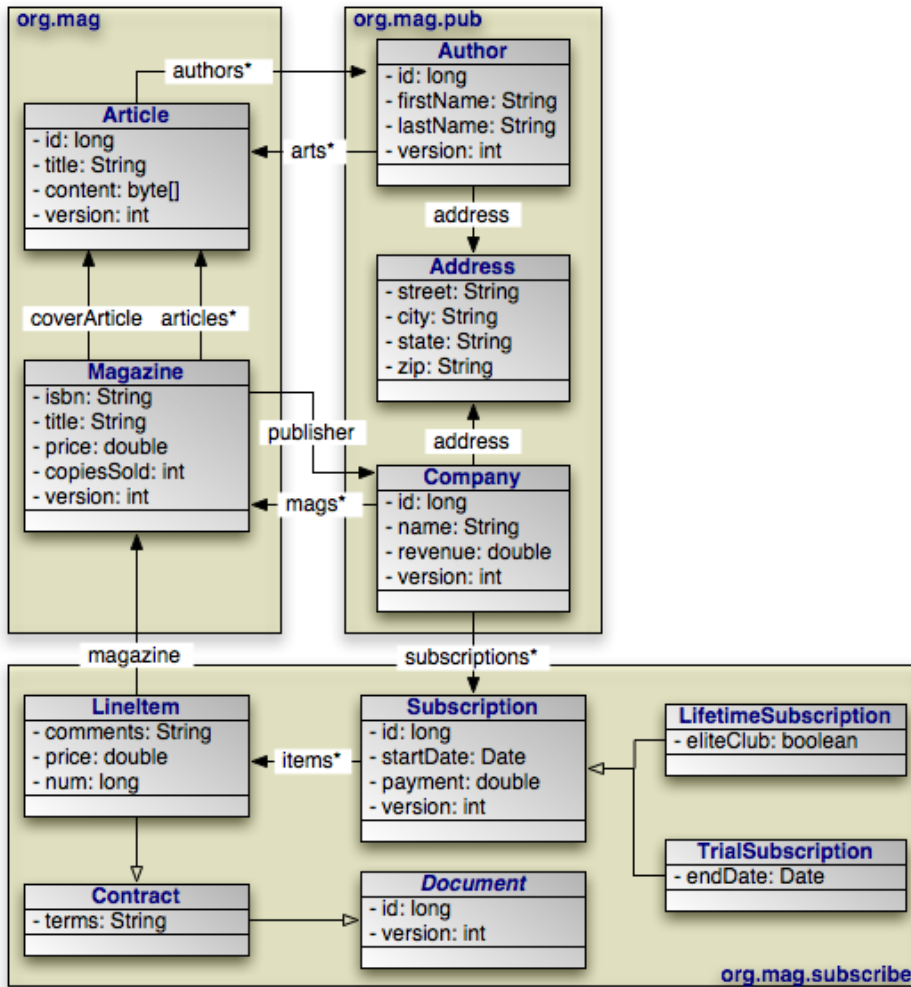 org.mag
org.mag.pub
Author
- id: long
- firstName: String
- lastName: String
- version: int
authors*
Article
- id: long
- title: String
- content: byte[]
- version: int
arts*
address
Address
- street: String
- city: String
- state: String
- zip: String
coverArticle
articles*
Magazine
- isbn: String
- title: String
- price: double
- copiesSold: int
- version: int
publisher
address
Company
- id: long
- name: String
- revenue: double
- version: int
mags*
magazine
subscriptions*
LineItem
- comments: String
- price: double
- num: long
items*
Subscription
- id: long
- startDate: Date
- payment: double
- version: int
LifetimeSubscription
- eliteClub: boolean
TrialSubscription
- endDate: Date
Contract
- terms: String
Document
- id: long
- version: int
org.mag.subscribe